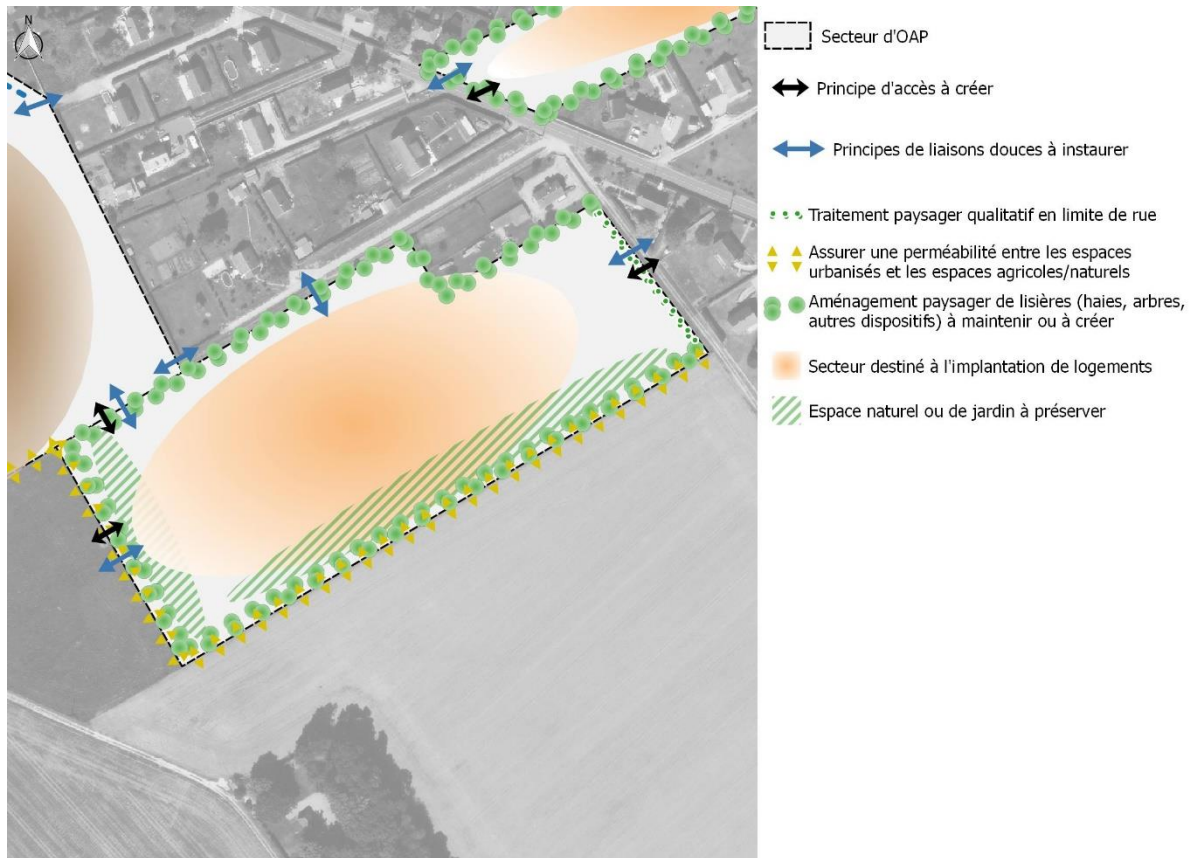 N
Secteur d'OAP
Principe d'accès à créer
Principes de liaisons douces à instaurer
Traitement paysager qualitatif en limite de rue
Assurer une perméabilité entre les espaces
urbanisés et les espaces agricoles/naturels
Aménagement paysager de lisières (haies, arbres,
autres dispositifs) à maintenir ou à créer
Secteur destiné à l'implantation de logements
Espace naturel ou de jardin à préserver